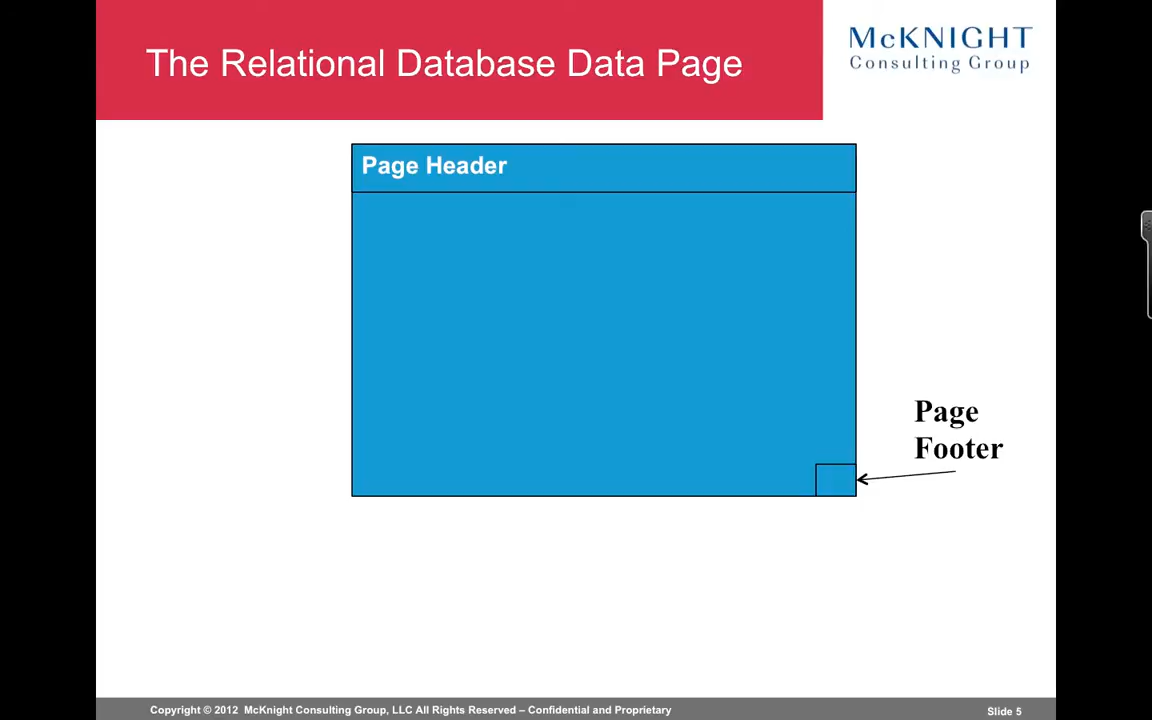 The Relational Database Data Page
McKNIGHT
Consulting Group
Page Header
Page
Footer
Copyright © 2012 McKnight Consulting Group, LLC All Rights Reserved – Confidential and Proprietary
Slide 5